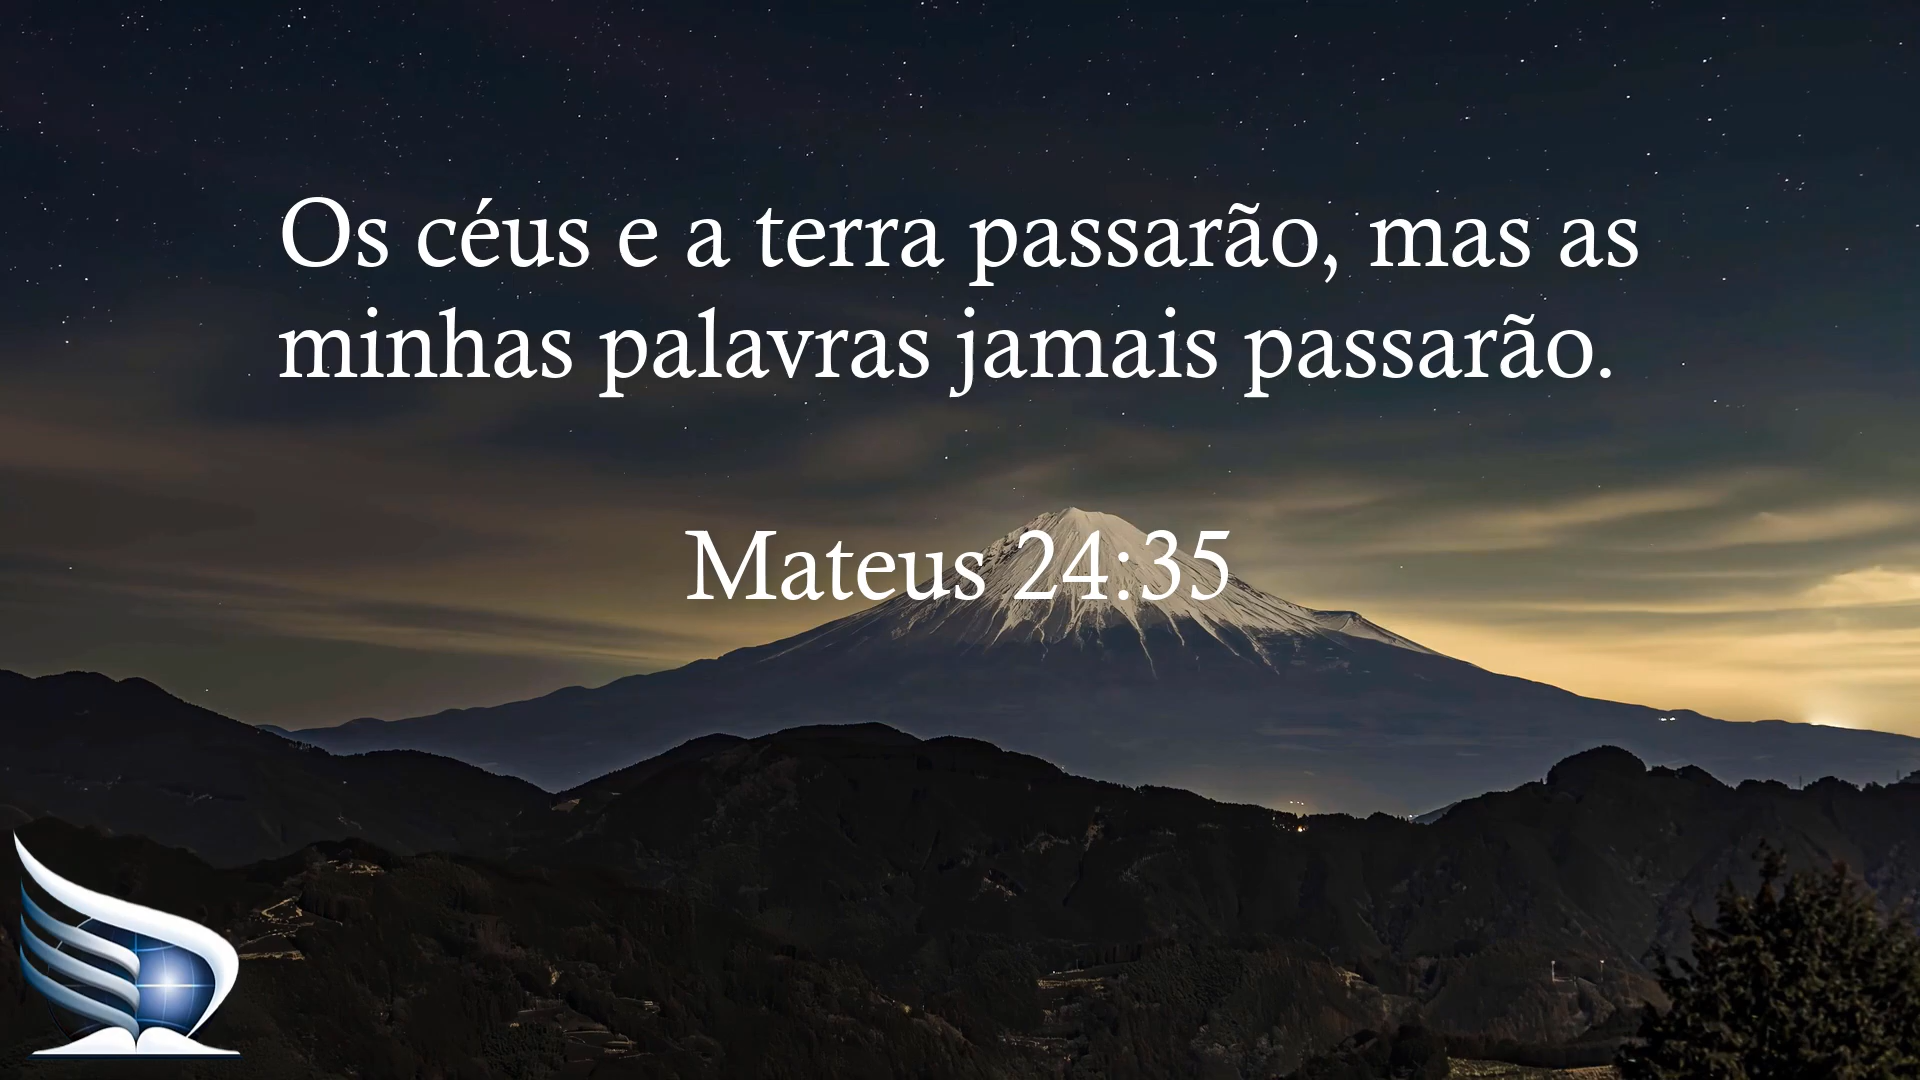 Os céus e a terra passarão, mas as
minhas palavras jamais passarão.
Mateus 24:35